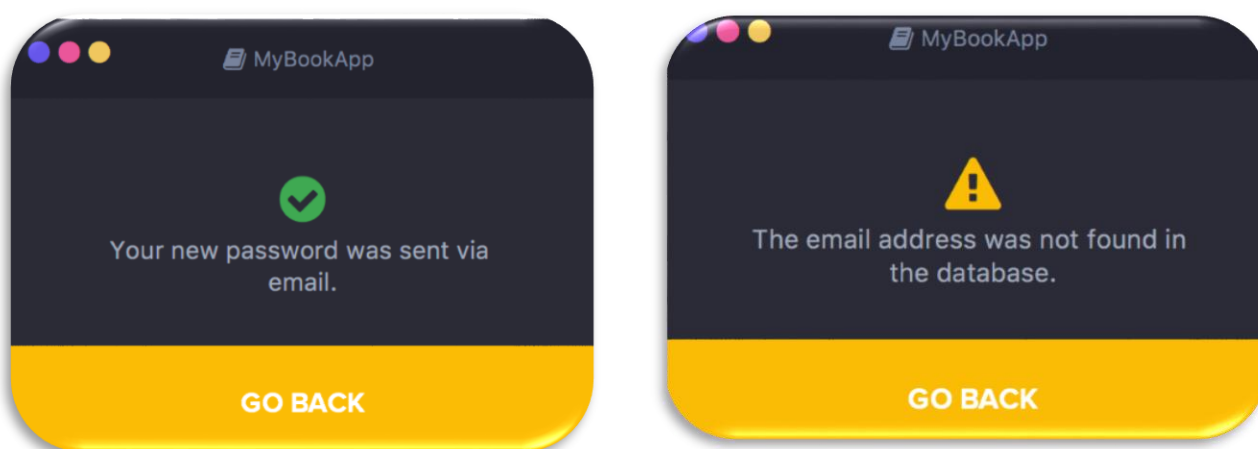 MyBookApp
Your new password was sent via
email.
GO BACK
MyBookApp
The email address was not found in
the database.
GO BACK